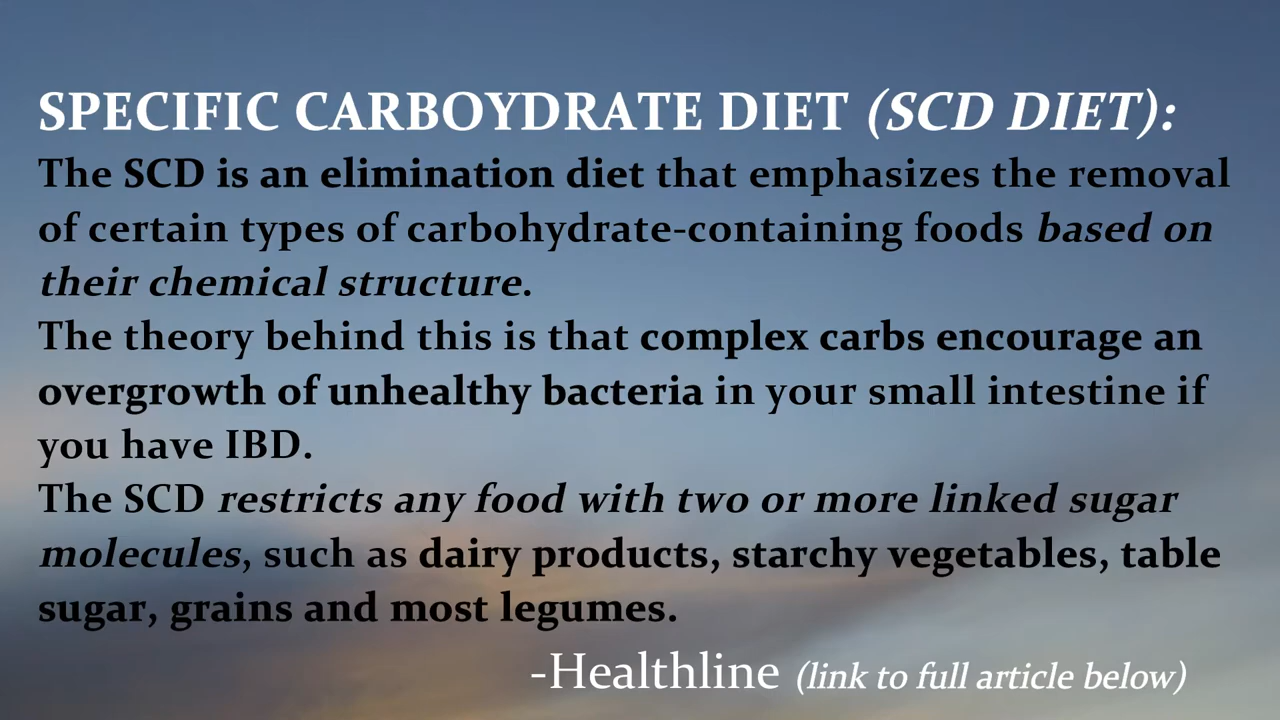 SPECIFIC CARBOYDRATE DIET (SCD DIET):
The SCD is an elimination diet that emphasizes the removal
of certain types of carbohydrate-containing foods based on
their chemical structure.
The theory behind this is that complex carbs encourage an
overgrowth of unhealthy bacteria in your small intestine if
you have IBD.
The SCD restricts any food with two or more linked sugar
molecules, such as dairy products, starchy vegetables, table
sugar, grains and most legumes.
-Healthline (link to full article below)